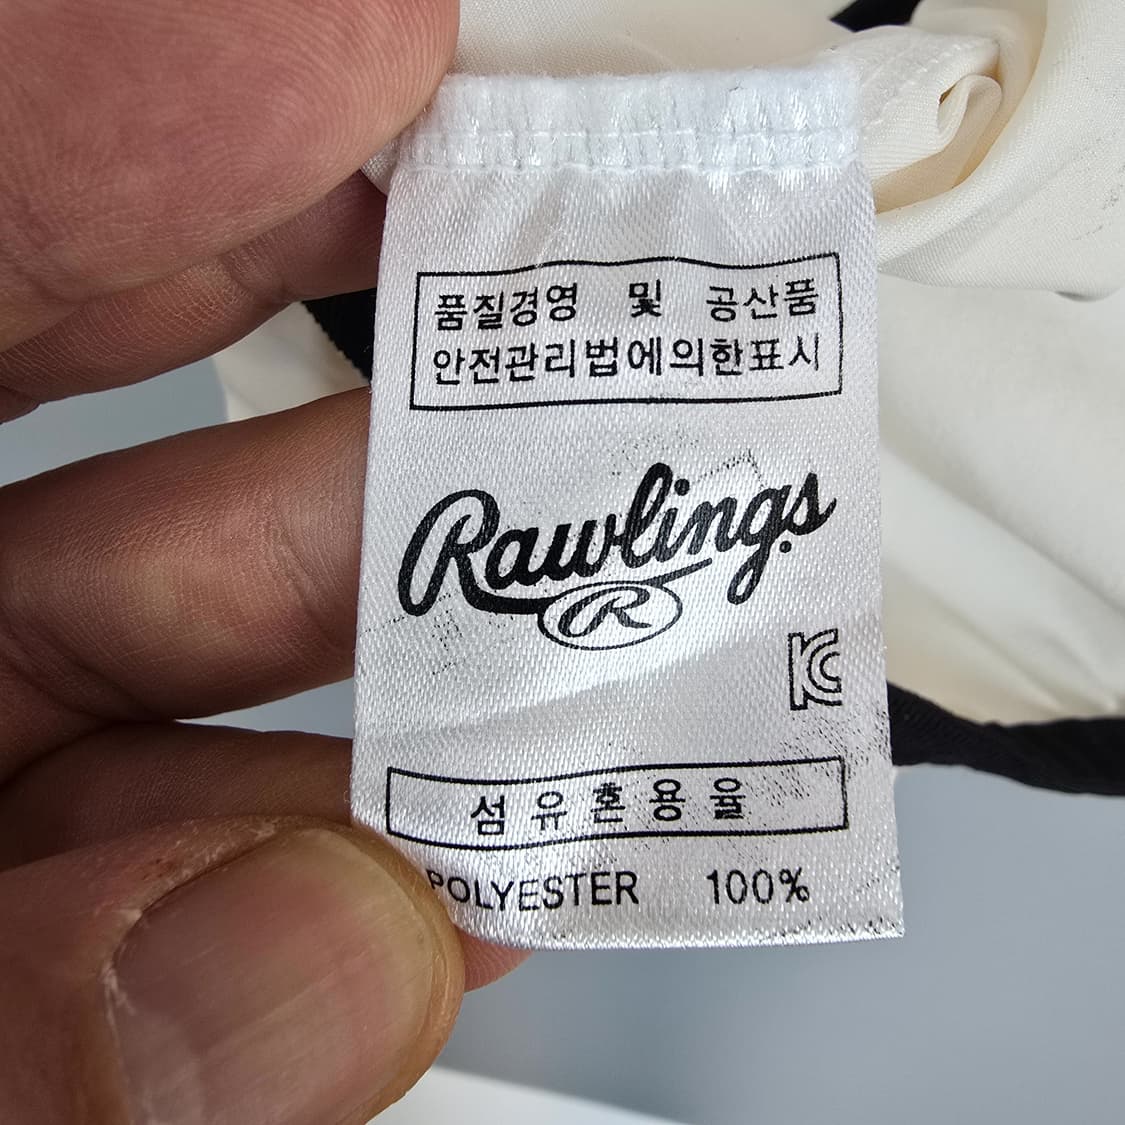 품질경영 및 공산품
안전관리법에의한표시
Rawlings
R
KC
섬유혼용율
POLYESTER 100%